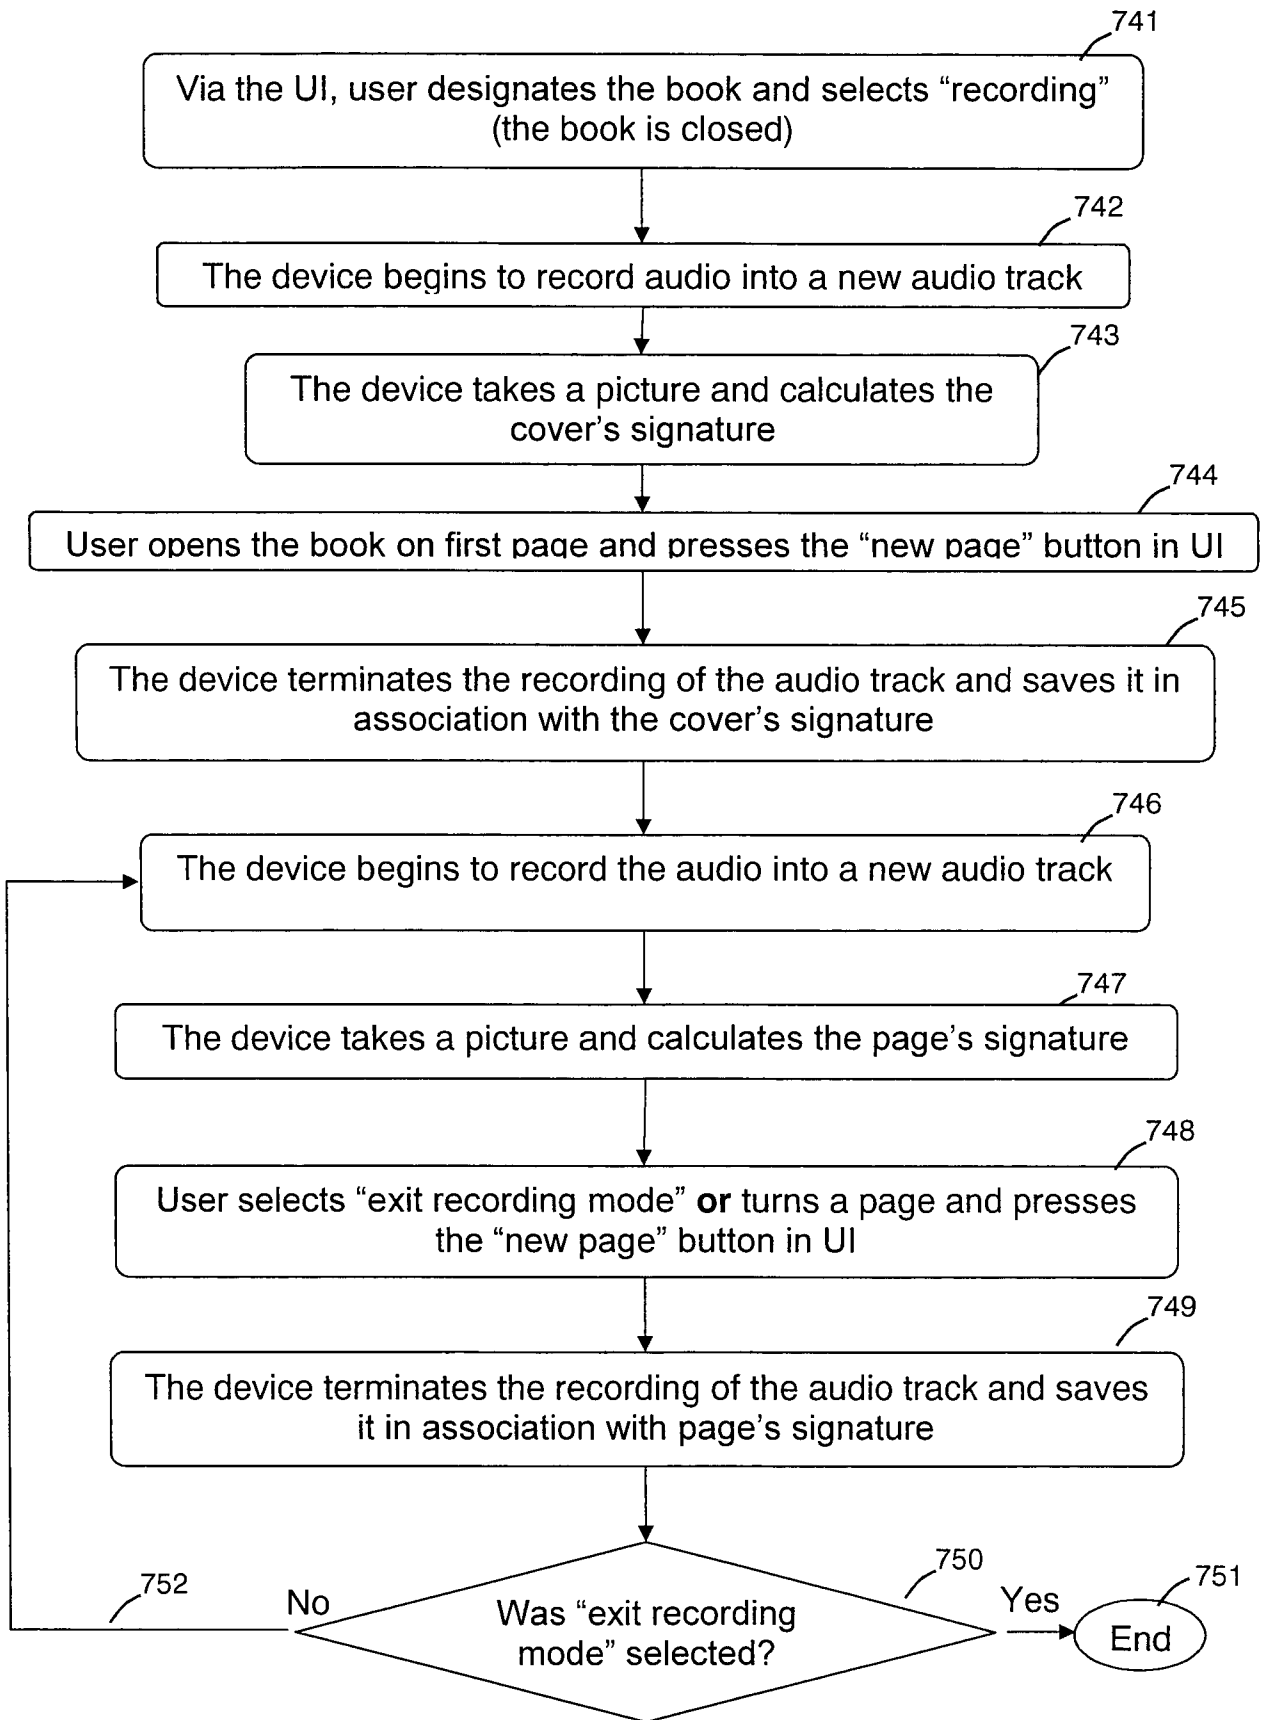 741
Via the UI, user designates the book and selects “recording”
(the book is closed)
742
The device begins to record audio into a new audio track
743
The device takes a picture and calculates the
cover’s signature
744
User opens the book on first page and presses the “new page” button in UI
745
The device terminates the recording of the audio track and saves it in
association with the cover’s signature
746
The device begins to record the audio into a new audio track
747
The device takes a picture and calculates the page’s signature
748
User selects “exit recording mode” or turns a page and presses
the “new page” button in UI
749
The device terminates the recording of the audio track and saves
it in association with page’s signature
750
752
No
Was “exit recording
mode” selected?
Yes
751
End